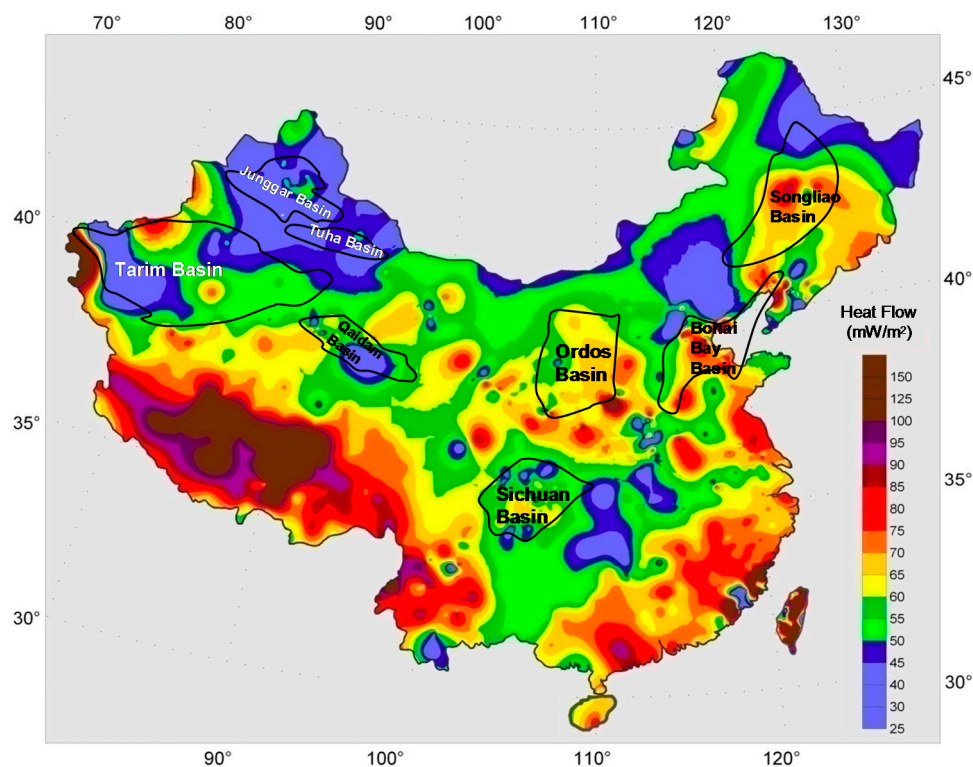 70° 80° 90° 100° 110° 120° 130°
45°
Junggar Basin
Songliao
Basin
40°
Tuha Basin
Tarim Basin
40°
Heat Flow
(mW/m²)
Qaidam
Basin
Bohai
Bay
Basin
Ordos
Basin
150
125
100
95
90
85
80
75
70
65
60
55
50
45
40
30
25
35°
35°
Sichuan
Basin
30°
30°
90° 100° 110° 120°